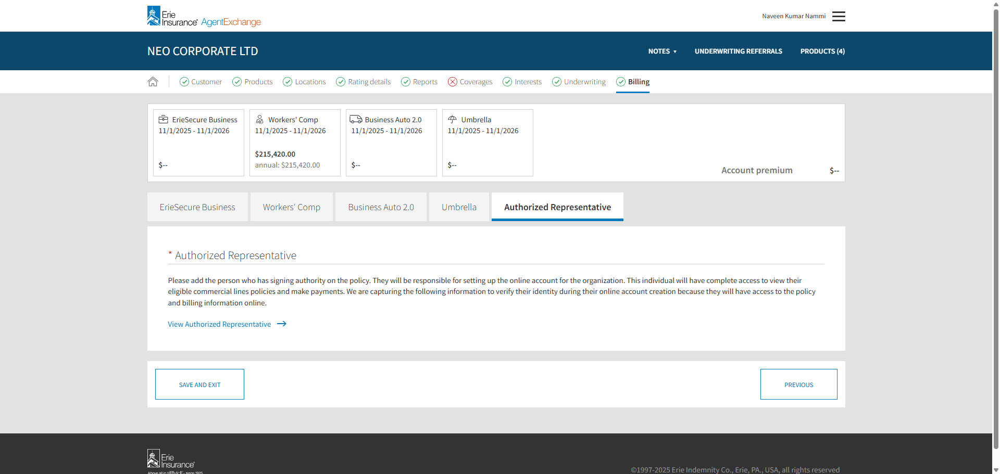 Erie
Insurance® AgentExchange
Naveen Kumar Nammi
NEO CORPORATE LTD
NOTES ▾
UNDERWRITING REFERRALS
PRODUCTS (4)
Customer
Products
Locations
Rating details
Reports
Coverages
Interests
Underwriting
Billing
ErieSecure Business
11/1/2025 - 11/1/2026
$--
Workers' Comp
11/1/2025 - 11/1/2026
$215,420.00
annual: $215,420.00
Business Auto 2.0
11/1/2025 - 11/1/2026
$--
Umbrella
11/1/2025 - 11/1/2026
$--
Account premium $--
ErieSecure Business
Workers' Comp
Business Auto 2.0
Umbrella
Authorized Representative
* Authorized Representative
Please add the person who has signing authority on the policy. They will be responsible for setting up the online account for the organization. This individual will have complete access to view their
eligible commercial lines policies and make payments. We are capturing the following information to verify their identity during their online account creation because they will have access to the policy
and billing information online.
View Authorized Representative
SAVE AND EXIT
PREVIOUS
Erie
Insurance®
Above all in sERvIcE® - since 1925
©1997-2025 Erie Indemnity Co., Erie, PA., USA, all rights reserved